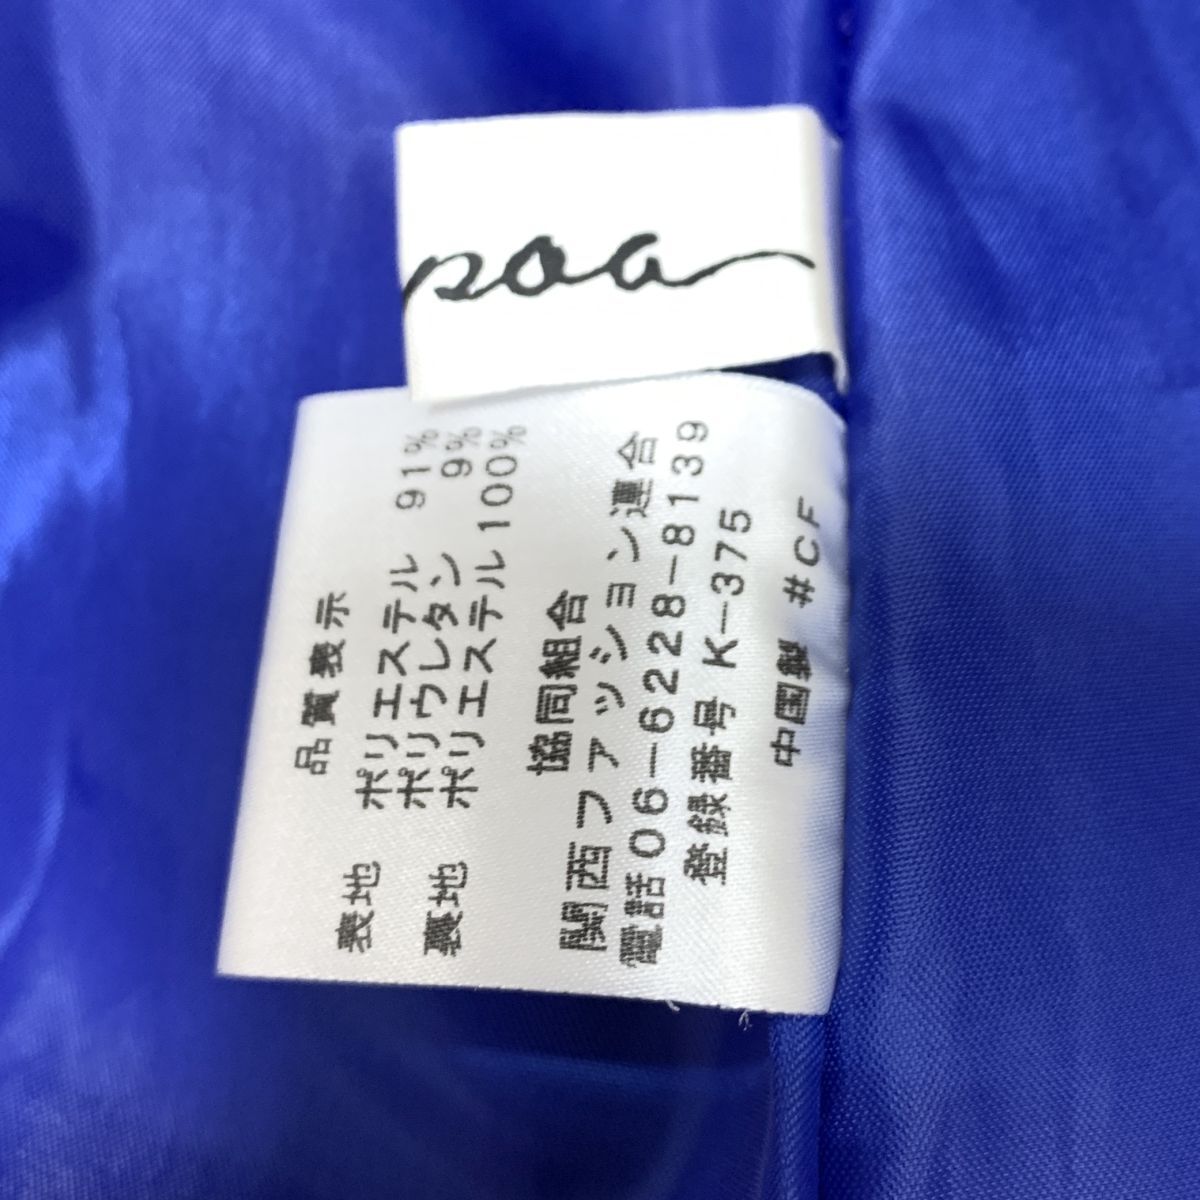 poa
品質表示
表地 ポリエステル 91%
ポリウレタン 9%
裏地 ポリエステル 100%
協同組合
関西ファッション連合
電話06-6228-8139
登録番号 K-375
中国製 #CF